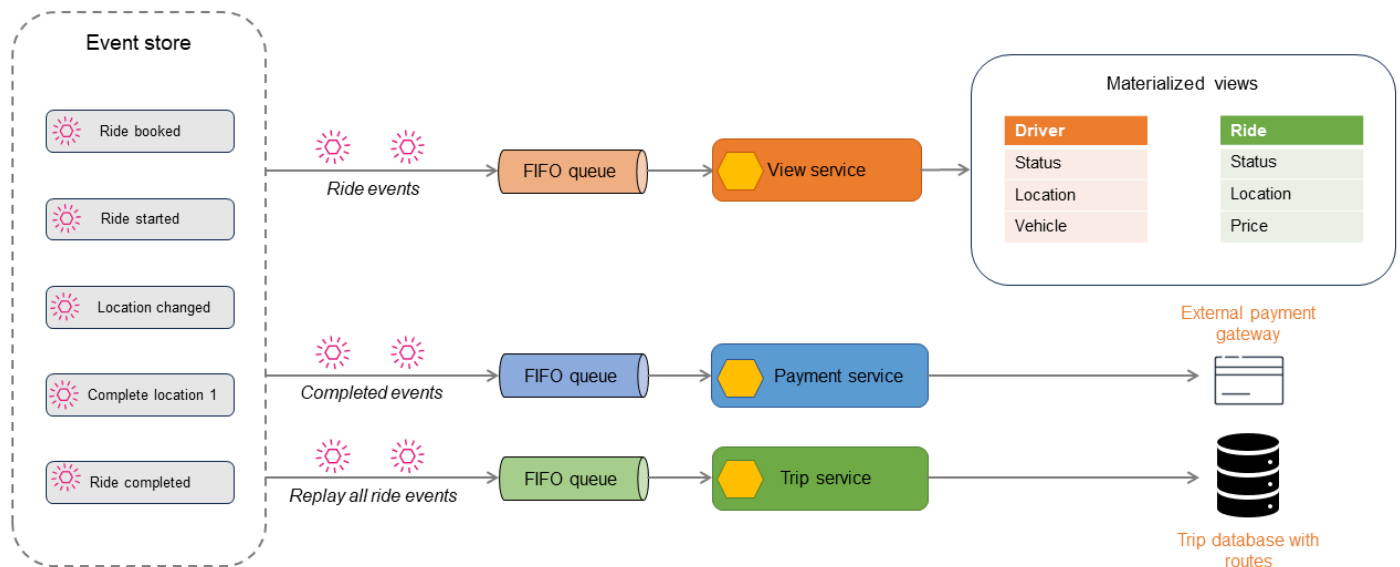 Event store
Ride booked
Ride started
Location changed
Complete location 1
Ride completed
Ride events
FIFO queue
View service
Materialized views
Driver
Status
Location
Vehicle
Ride
Status
Location
Price
Completed events
FIFO queue
Payment service
External payment
gateway
Replay all ride events
FIFO queue
Trip service
Trip database with
routes